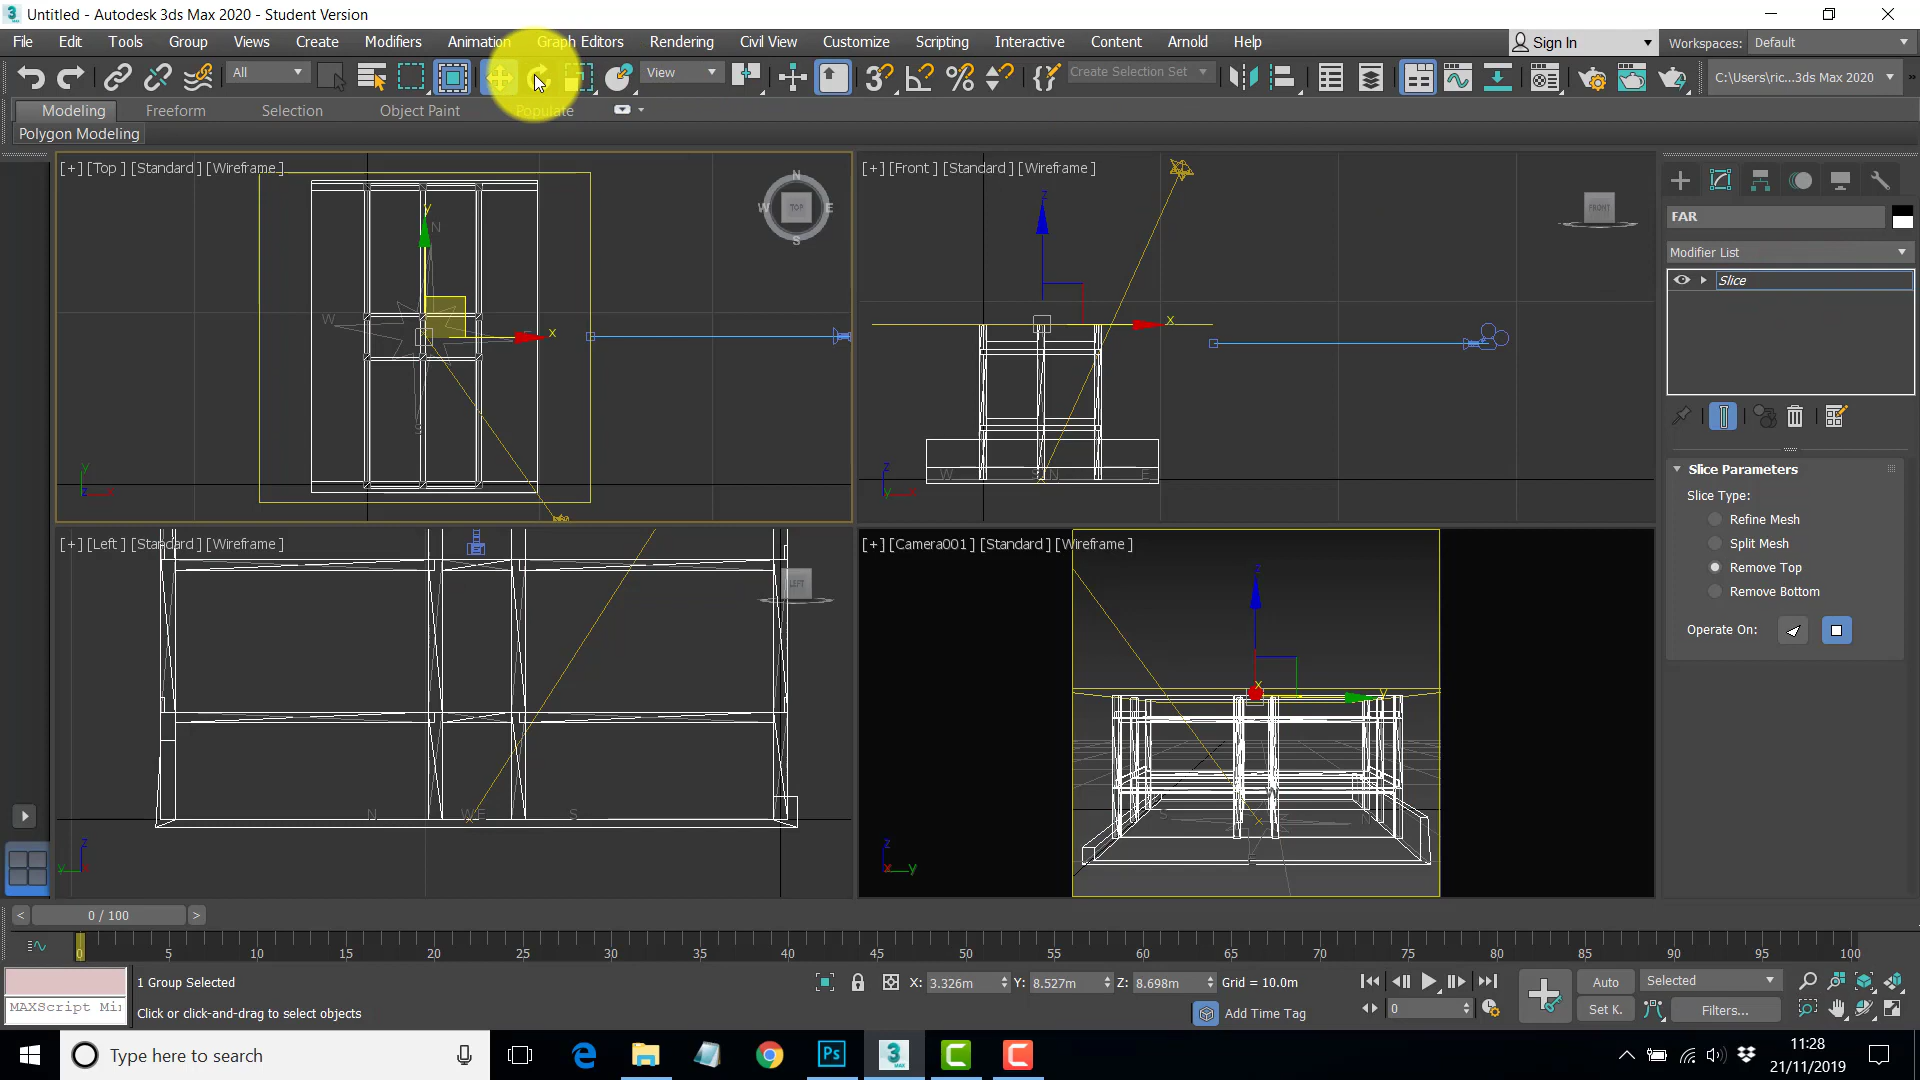 Untitled - Autodesk 3ds Max 2020 - Student Version
File Edit Tools Group Views Create Modifiers Animation Graph Editors Rendering Civil View Customize Scripting Interactive Content Arnold Help
Sign In
Workspaces: Default
All
View
Create Selection Set
C:\Users\ric...3ds Max 2020
Modeling Freeform Selection Object Paint Populate
Polygon Modeling
[+] [Top ] [Standard ] [Wireframe ]
N
W TOP E
S
y
N
W
x
y
z x
[+] [Front ] [Standard ] [Wireframe ]
FRONT
z
x
W S N E
z
y x
[+] [Left ] [Standard ] [Wireframe ]
LEFT
N W E S
z
y x
[+] [Camera001 ] [Standard ] [Wireframe ]
z
x y
S N
E
z
x y
FAR
Modifier List
Slice
Slice Parameters
Slice Type:
Refine Mesh
Split Mesh
Remove Top
Remove Bottom
Operate On:
< 0 / 100 >
0 5 10 15 20 25 30 35 40 45 50 55 60 65 70 75 80 85 90 95 100
1 Group Selected
X: 3.326m Y: 8.527m Z: 8.698m Grid = 10.0m
Auto Selected
MAXScript Mi
Click or click-and-drag to select objects
Add Time Tag
0
Set K. Filters...
Type here to search
Ps
3 MAX
C C
11:28
21/11/2019